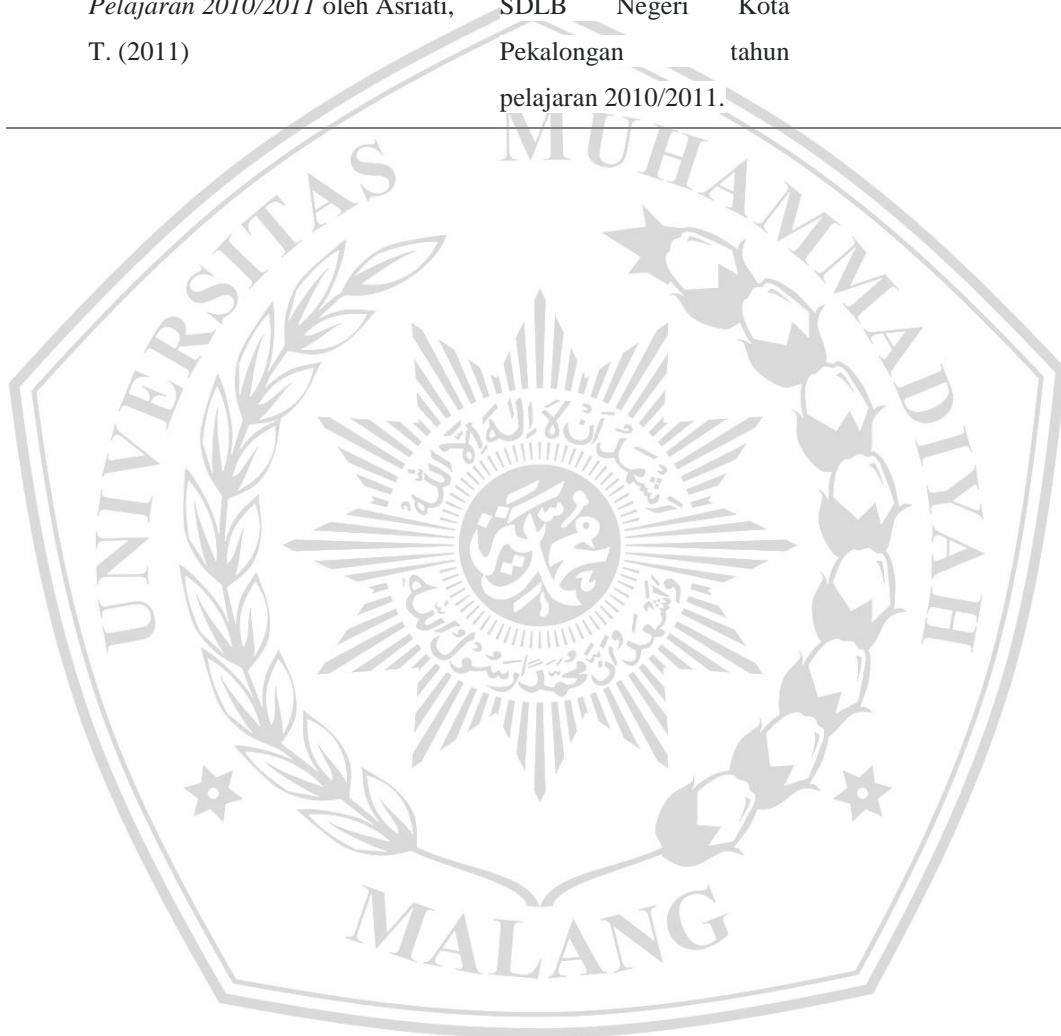 Pelajaran 2010/2011 oleh Asriati,
T. (2011)
SDLB Negeri Kota
Pekalongan tahun
pelajaran 2010/2011.
UNIVERSITAS MUHAMMADIYAH
MALANG